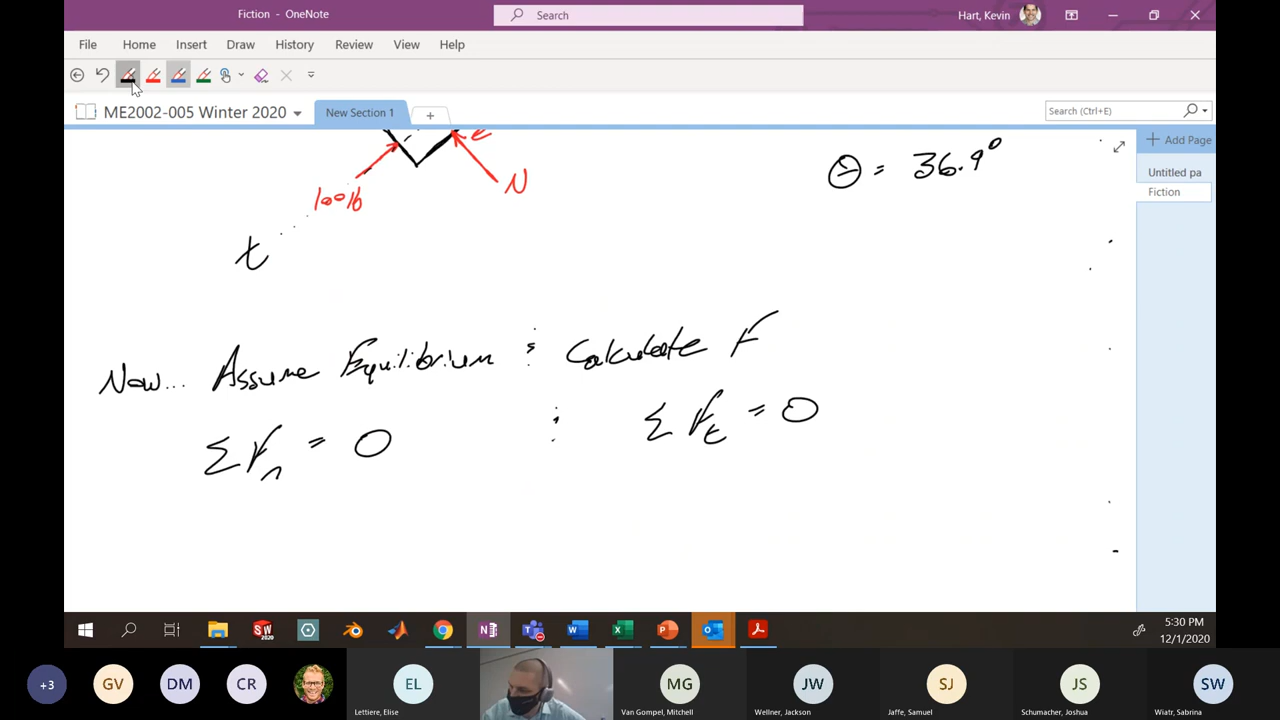 Fiction - OneNote
Search
Hart, Kevin
File Home Insert Draw History Review View Help
ME2002-005 Winter 2020
New Section 1
Search (Ctrl+E)
Add Page
Untitled pa
Fiction
100lb
N
Θ = 36.9°
t
Now... Assume Equilibrium & Calculate F
ΣFn = 0 & ΣFt = 0
5:30 PM
12/1/2020
+3 GV DM CR EL MG JW SJ JS SW
Lettiere, Elise
Van Gompel, Mitchell
Wellner, Jackson
Jaffe, Samuel
Schumacher, Joshua
Wiatr, Sabrina